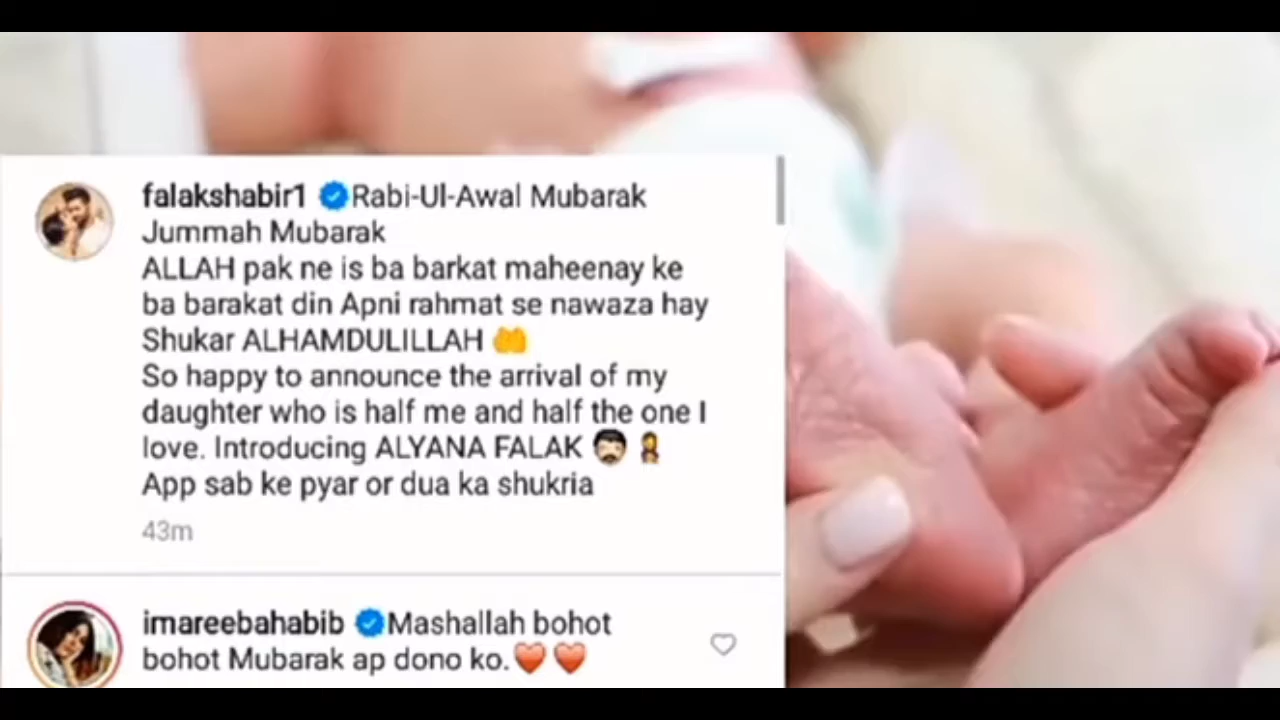 falakshabir1 Rabi-Ul-Awal Mubarak
Jummah Mubarak
ALLAH pak ne is ba barkat maheenay ke
ba barakat din Apni rahmat se nawaza hay
Shukar ALHAMDULILLAH 🤲
So happy to announce the arrival of my
daughter who is half me and half the one I
love. Introducing ALYANA FALAK 🧔🤱
App sab ke pyar or dua ka shukria
43m
imareebahabib Mashallah bohot
bohot Mubarak ap dono ko.❤️❤️